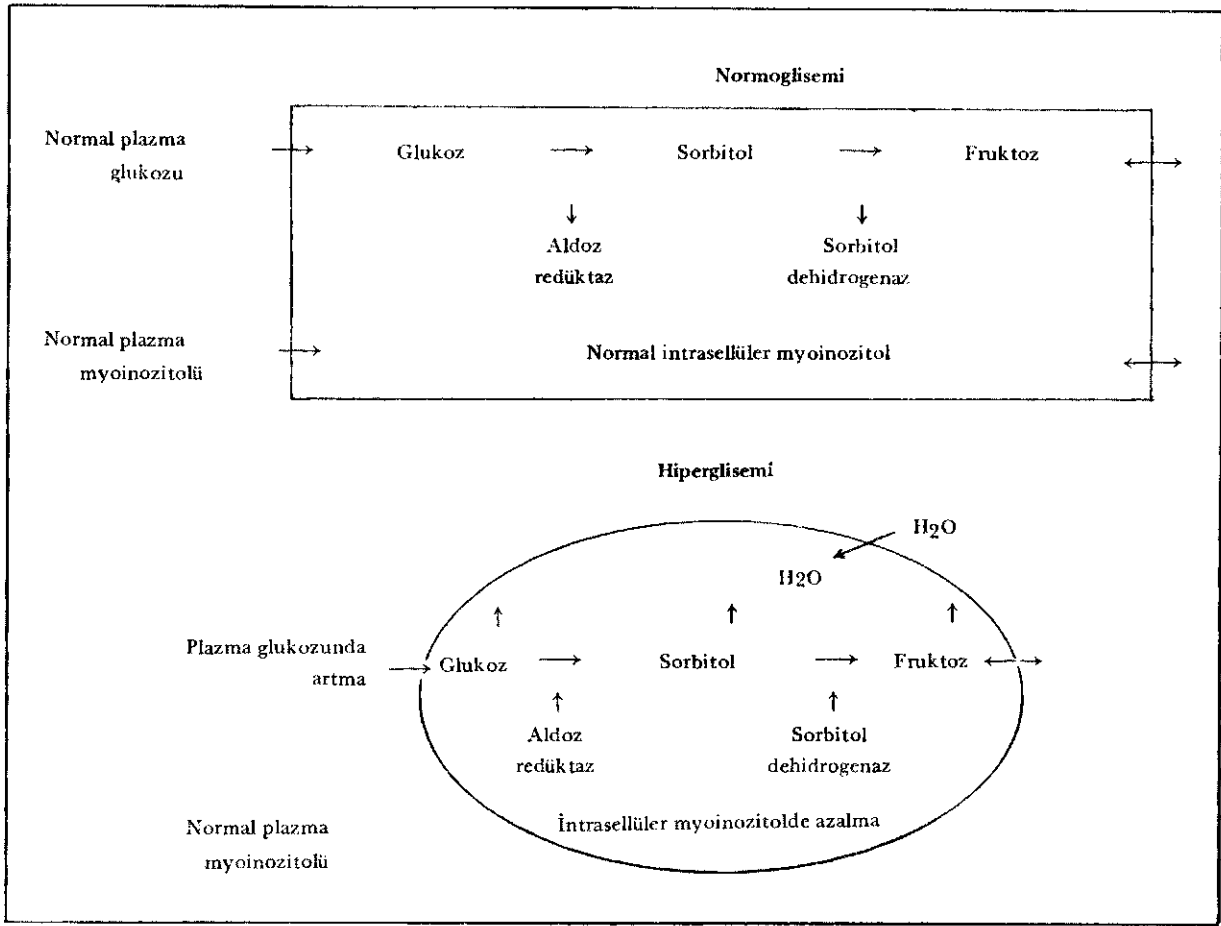 Normoglisemi
Normal plazma
glukozu
Glukoz → Sorbitol → Fruktoz
Aldoz
redüktaz
Sorbitol
dehidrogenaz
Normal plazma
myoinozitolü
Normal intrasellüler myoinozitol
Hiperglisemi
H2O
H2O
Plazma glukozunda
artma
Glukoz → Sorbitol → Fruktoz
Aldoz
redüktaz
Sorbitol
dehidrogenaz
Normal plazma
myoinozitolü
İntrasellüler myoinozitolde azalma